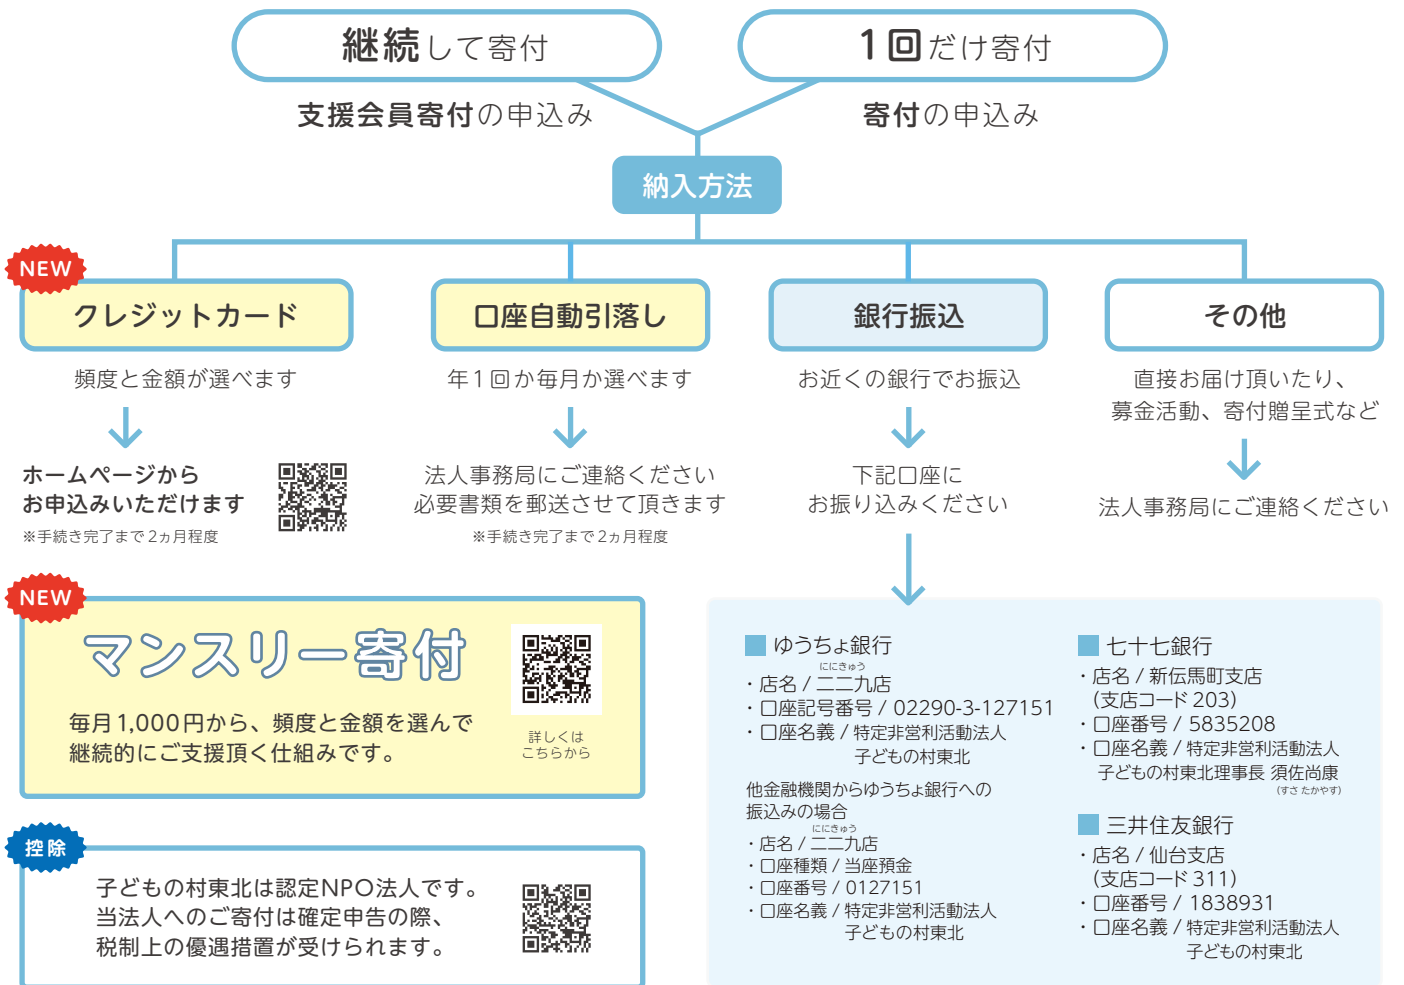 継続して寄付
1回だけ寄付
支援会員寄付の申込み
寄付の申込み
納入方法
NEW
クレジットカード
頻度と金額が選べます
ホームページから
お申込みいただけます
※手続き完了まで2ヵ月程度
口座自動引落し
年1回か毎月か選べます
法人事務局にご連絡ください
必要書類を郵送させて頂きます
※手続き完了まで2ヵ月程度
銀行振込
お近くの銀行でお振込
下記口座に
お振り込みください
その他
直接お届け頂いたり、
募金活動、寄付贈呈式など
法人事務局にご連絡ください
NEW
マンスリー寄付
毎月1,000円から、頻度と金額を選んで
継続的にご支援頂く仕組みです。
詳しくは
こちらから
控除
子どもの村東北は認定NPO法人です。
当法人へのご寄付は確定申告の際、
税制上の優遇措置が受けられます。
ゆうちょ銀行
ににきゅう
・店名 / 二二九店
・口座記号番号 / 02290-3-127151
・口座名義 / 特定非営利活動法人
子どもの村東北
他金融機関からゆうちょ銀行への
振込みの場合
ににきゅう
・店名 / 二二九店
・口座種類 / 当座預金
・口座番号 / 0127151
・口座名義 / 特定非営利活動法人
子どもの村東北
七十七銀行
・店名 / 新伝馬町支店
(支店コード 203)
・口座番号 / 5835208
・口座名義 / 特定非営利活動法人
子どもの村東北理事長 須佐尚康
(すさ たかやす)
三井住友銀行
・店名 / 仙台支店
(支店コード 311)
・口座番号 / 1838931
・口座名義 / 特定非営利活動法人
子どもの村東北